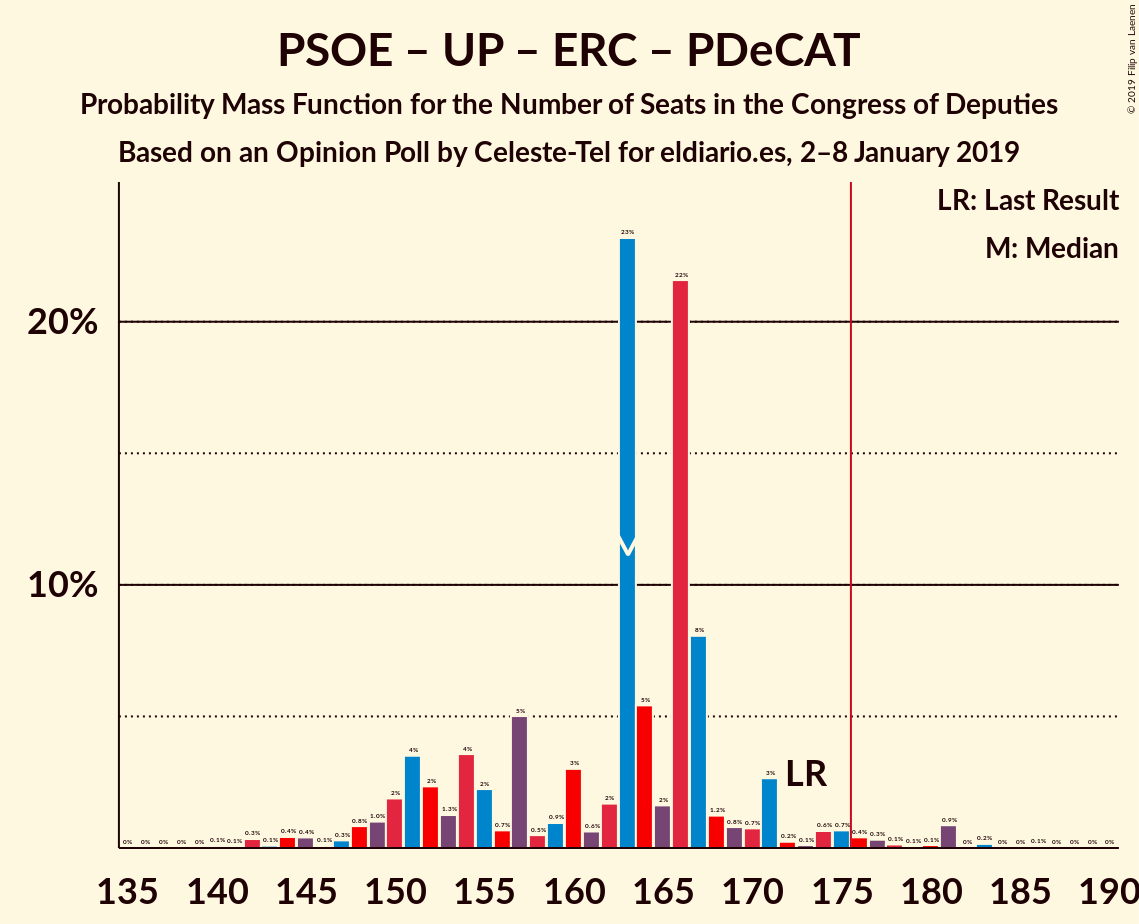 PSOE – UP – ERC – PDeCAT
Probability Mass Function for the Number of Seats in the Congress of Deputies
Based on an Opinion Poll by Celeste-Tel for eldiario.es, 2–8 January 2019
© 2019 Filip van Laenen
LR: Last Result
M: Median
20%
10%
0% 0% 0% 0% 0% 0.1% 0.1% 0.3% 0.1% 0.4% 0.4% 0.1% 0.3% 0.8% 1.0% 2% 4% 2% 1.3% 4% 2% 0.7% 5% 0.5% 0.9% 3% 0.6% 2% 23% 5% 2% 22% 8% 1.2% 0.8% 0.7% 3% 0.2% 0.1% 0.6% 0.7% 0.4% 0.3% 0.1% 0.1% 0.1% 0.9% 0% 0.2% 0% 0% 0.1% 0% 0% 0% 0%
LR
135 140 145 150 155 160 165 170 175 180 185 190